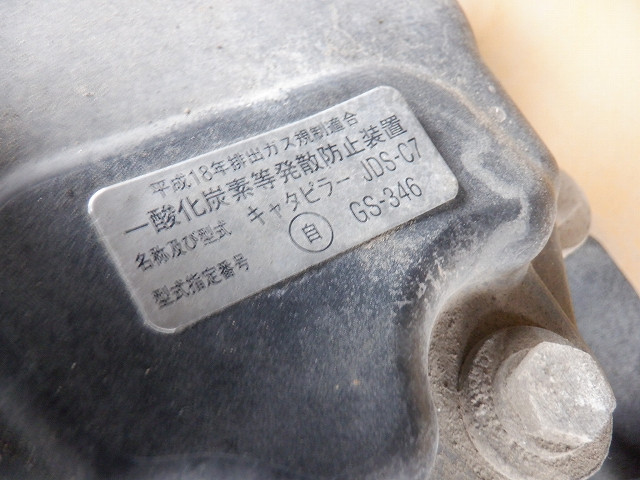 平成18年排出ガス規制適合
一酸化炭素等発散防止装置
名称及び型式 キャタピラー JDS-C7
型式指定番号 自 GS-346